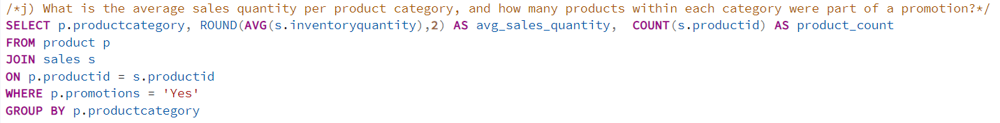 /*j) What is the average sales quantity per product category, and how many products within each category were part of a promotion?*/
SELECT p.productcategory, ROUND(AVG(s.inventoryquantity),2) AS avg_sales_quantity,  COUNT(s.productid) AS product_count
FROM product p
JOIN sales s
ON p.productid = s.productid
WHERE p.promotions = 'Yes'
GROUP BY p.productcategory